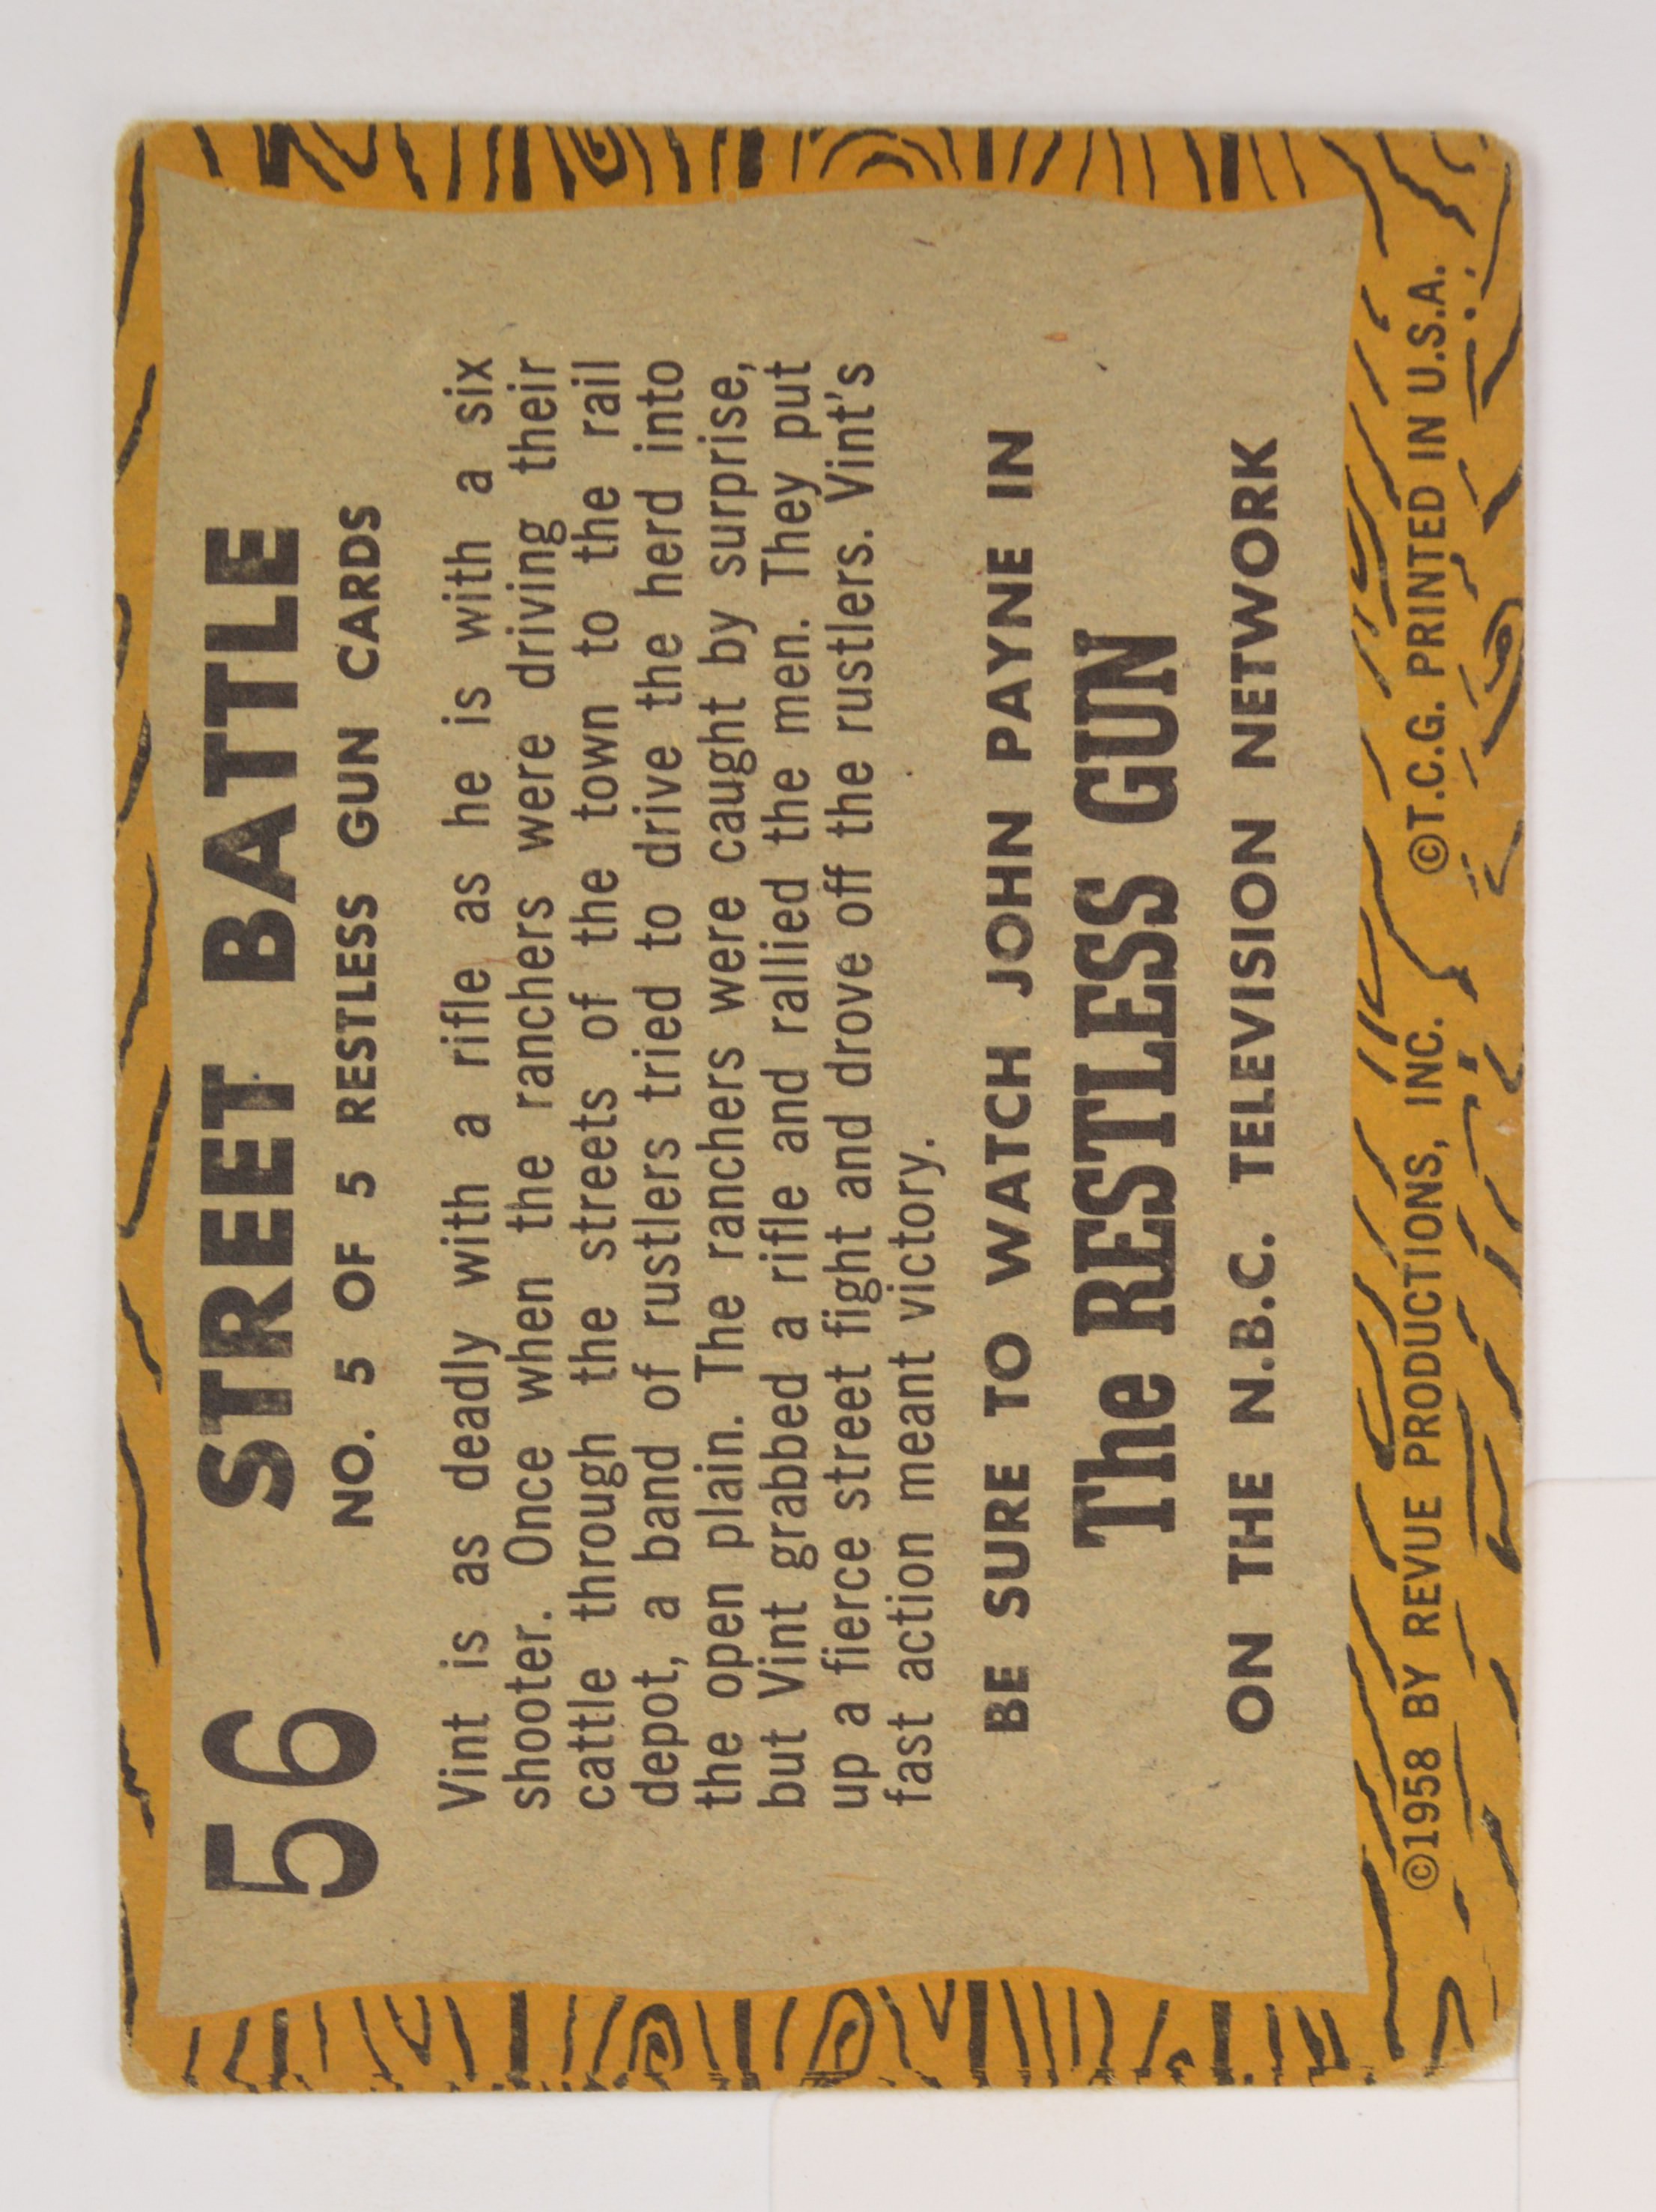 56
STREET BATTLE
NO. 5 OF 5 RESTLESS GUN CARDS
Vint is as deadly with a rifle as he is with a six
shooter. Once when the ranchers were driving their
cattle through the streets of the town to the rail
depot, a band of rustlers tried to drive the herd into
the open plain. The ranchers were caught by surprise,
but Vint grabbed a rifle and rallied the men. They put
up a fierce street fight and drove off the rustlers. Vint's
fast action meant victory.
BE SURE TO WATCH JOHN PAYNE IN
The RESTLESS GUN
ON THE N.B.C. TELEVISION NETWORK
©1958 BY REVUE PRODUCTIONS, INC. ©T.C.G. PRINTED IN U.S.A.